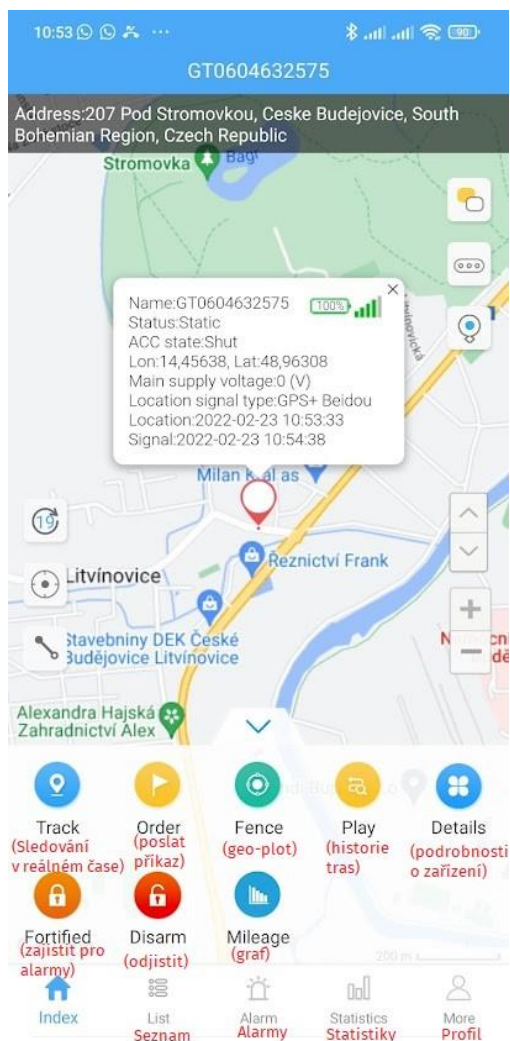 10:53 ...
90
GT0604632575
Address:207 Pod Stromovkou, Ceske Budejovice, South
Bohemian Region, Czech Republic
Stromovka
Bagr
Litvínovická
Name:GT0604632575
100%
Status:Static
ACC state:Shut
Lon:14,45638, Lat:48,96308
Main supply voltage:0 (V)
Location signal type:GPS+ Beidou
Location:2022-02-23 10:53:33
Signal:2022-02-23 10:54:38
Milan as
19
Řeznictví Frank
Litvínovice
Stavebniny DEK České
Budějovice Litvínovice
Alexandra Hajská
Zahradnictví Alex
Track
Order
Fence
Play
Details
(Sledování
v reálném čase)
(poslat
příkaz)
(geo-plot)
(historie
tras)
(podrobnosti
o zařízení)
Fortified
Disarm
Mileage
(zajistit pro
alarmy)
(odjistit)
(graf)
200 m
Index
List
Alarm
Statistics
More
Seznam
Alarmy
Statistiky
Profil